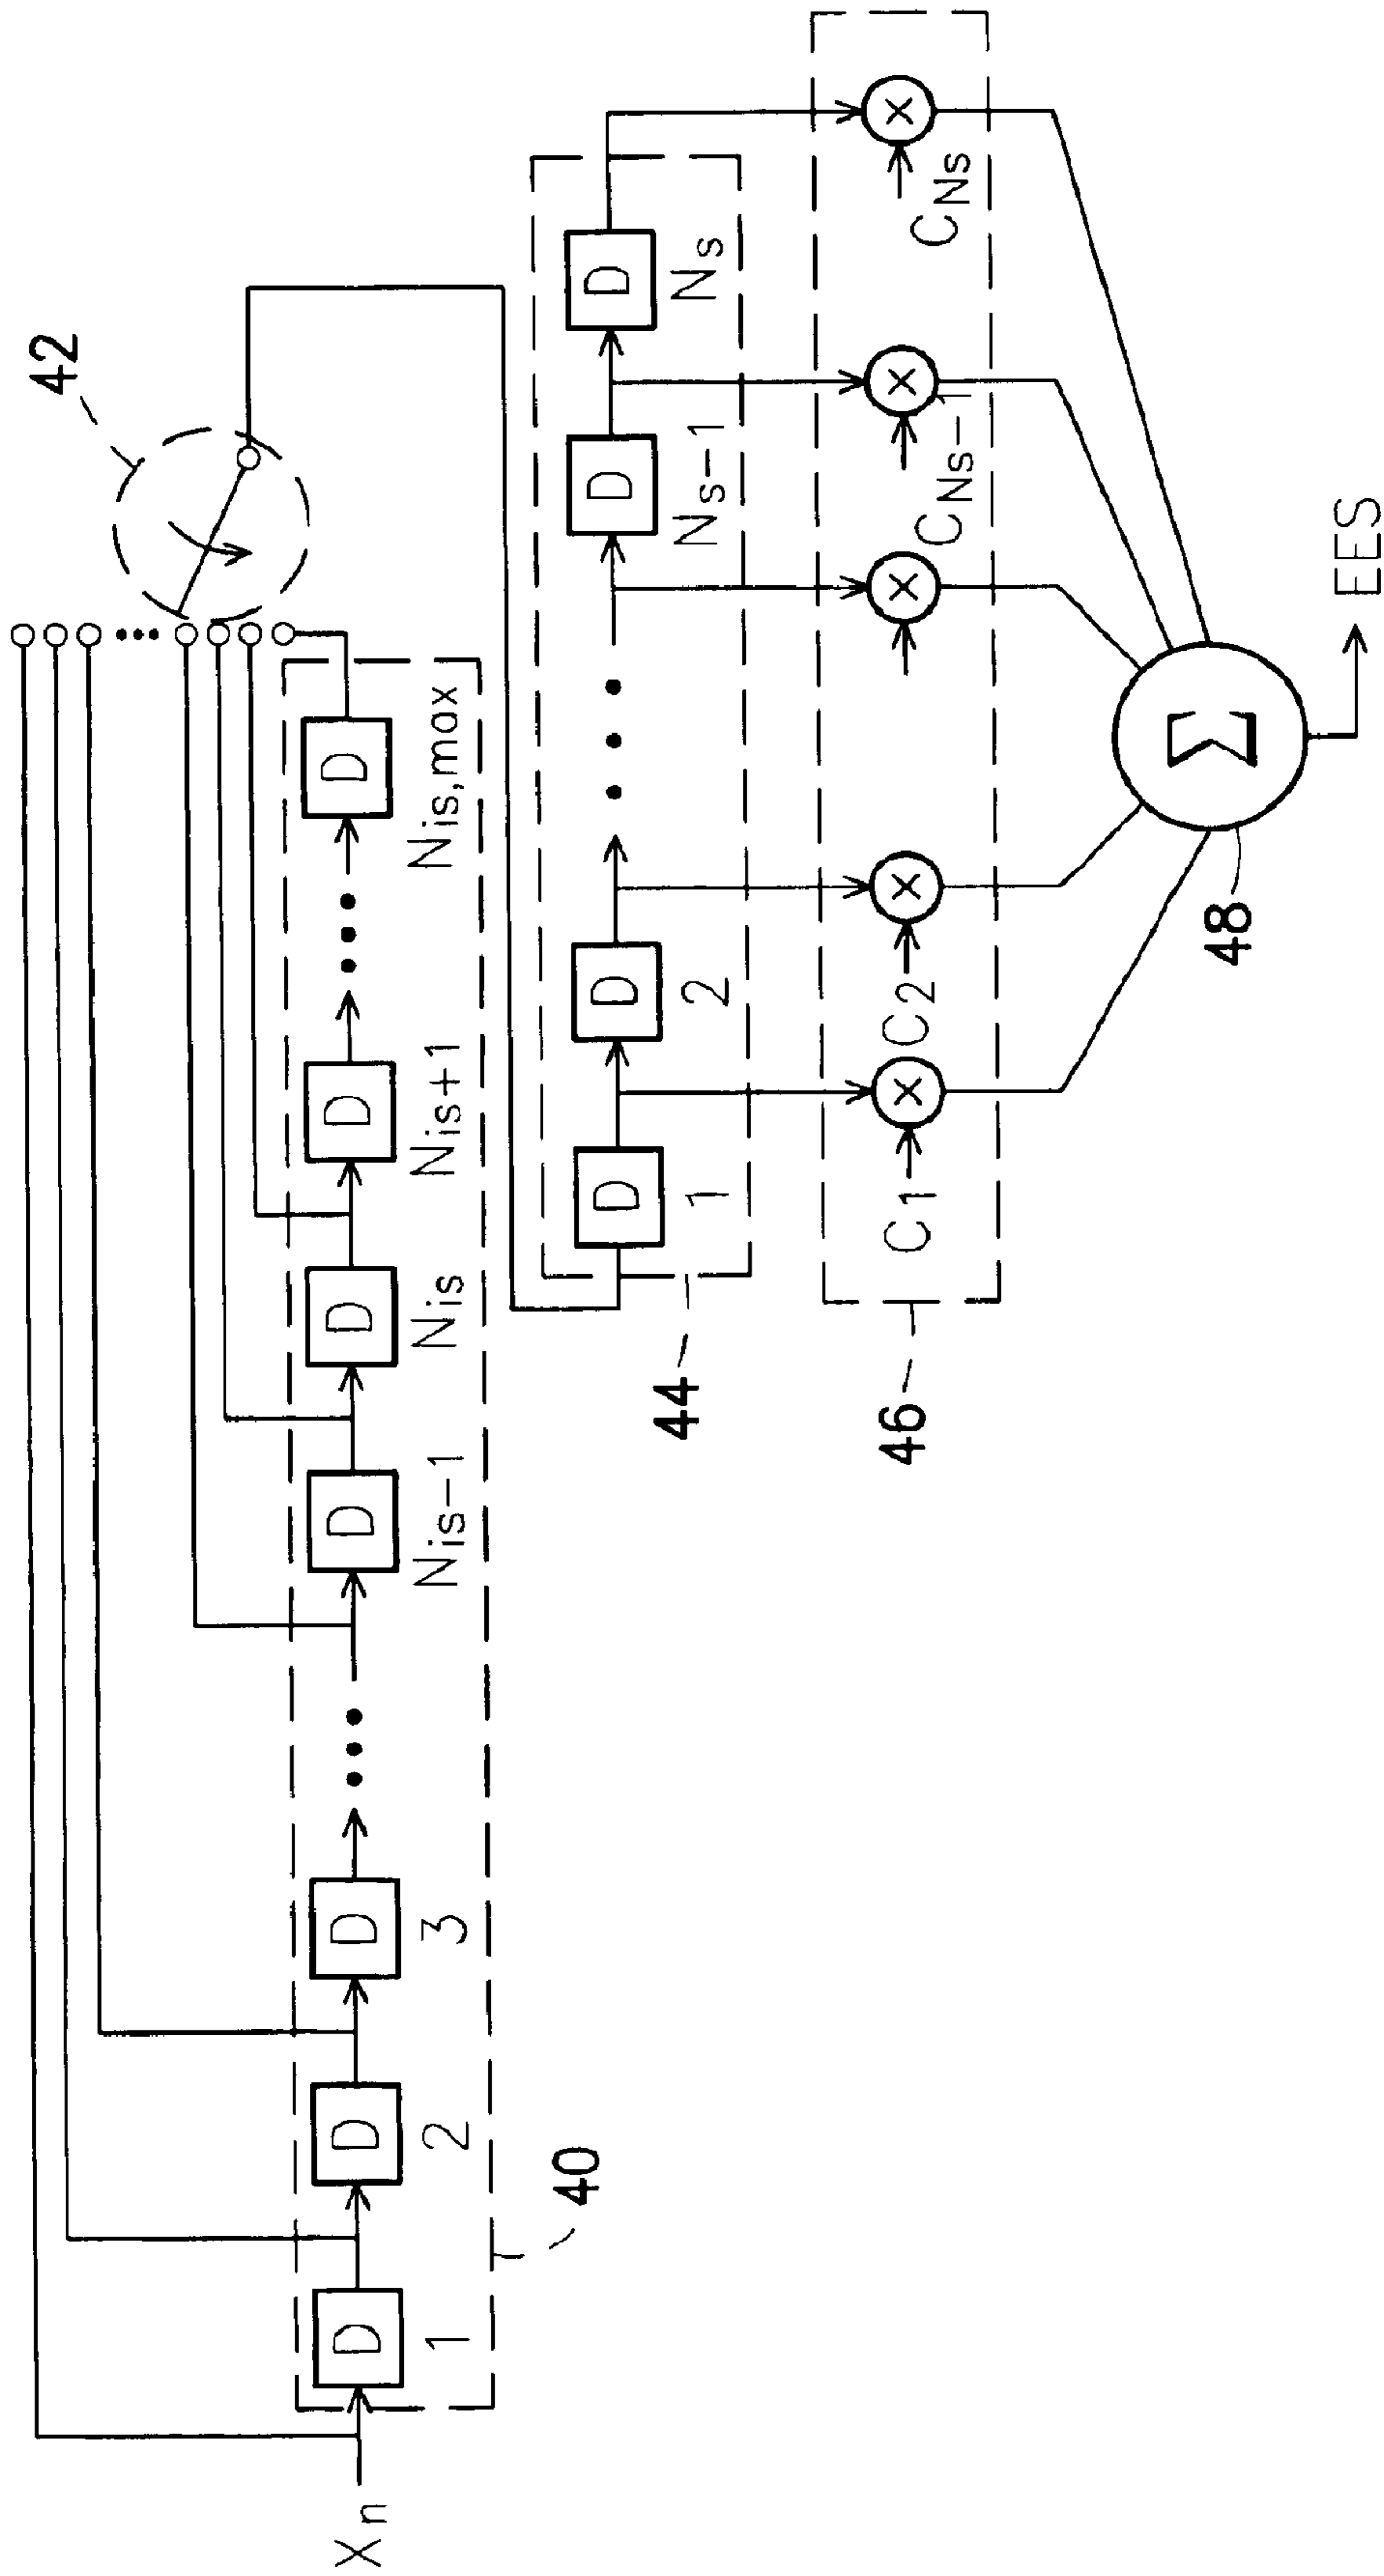 42
D D D D D D D
Xn 1 2 3 Nis-1 Nis Nis+1 Nis,max
40
D D D D
1 2 Ns-1 Ns
44
× × × × ×
C1 C2 CNs-1 CNs
46
Σ
48
EES